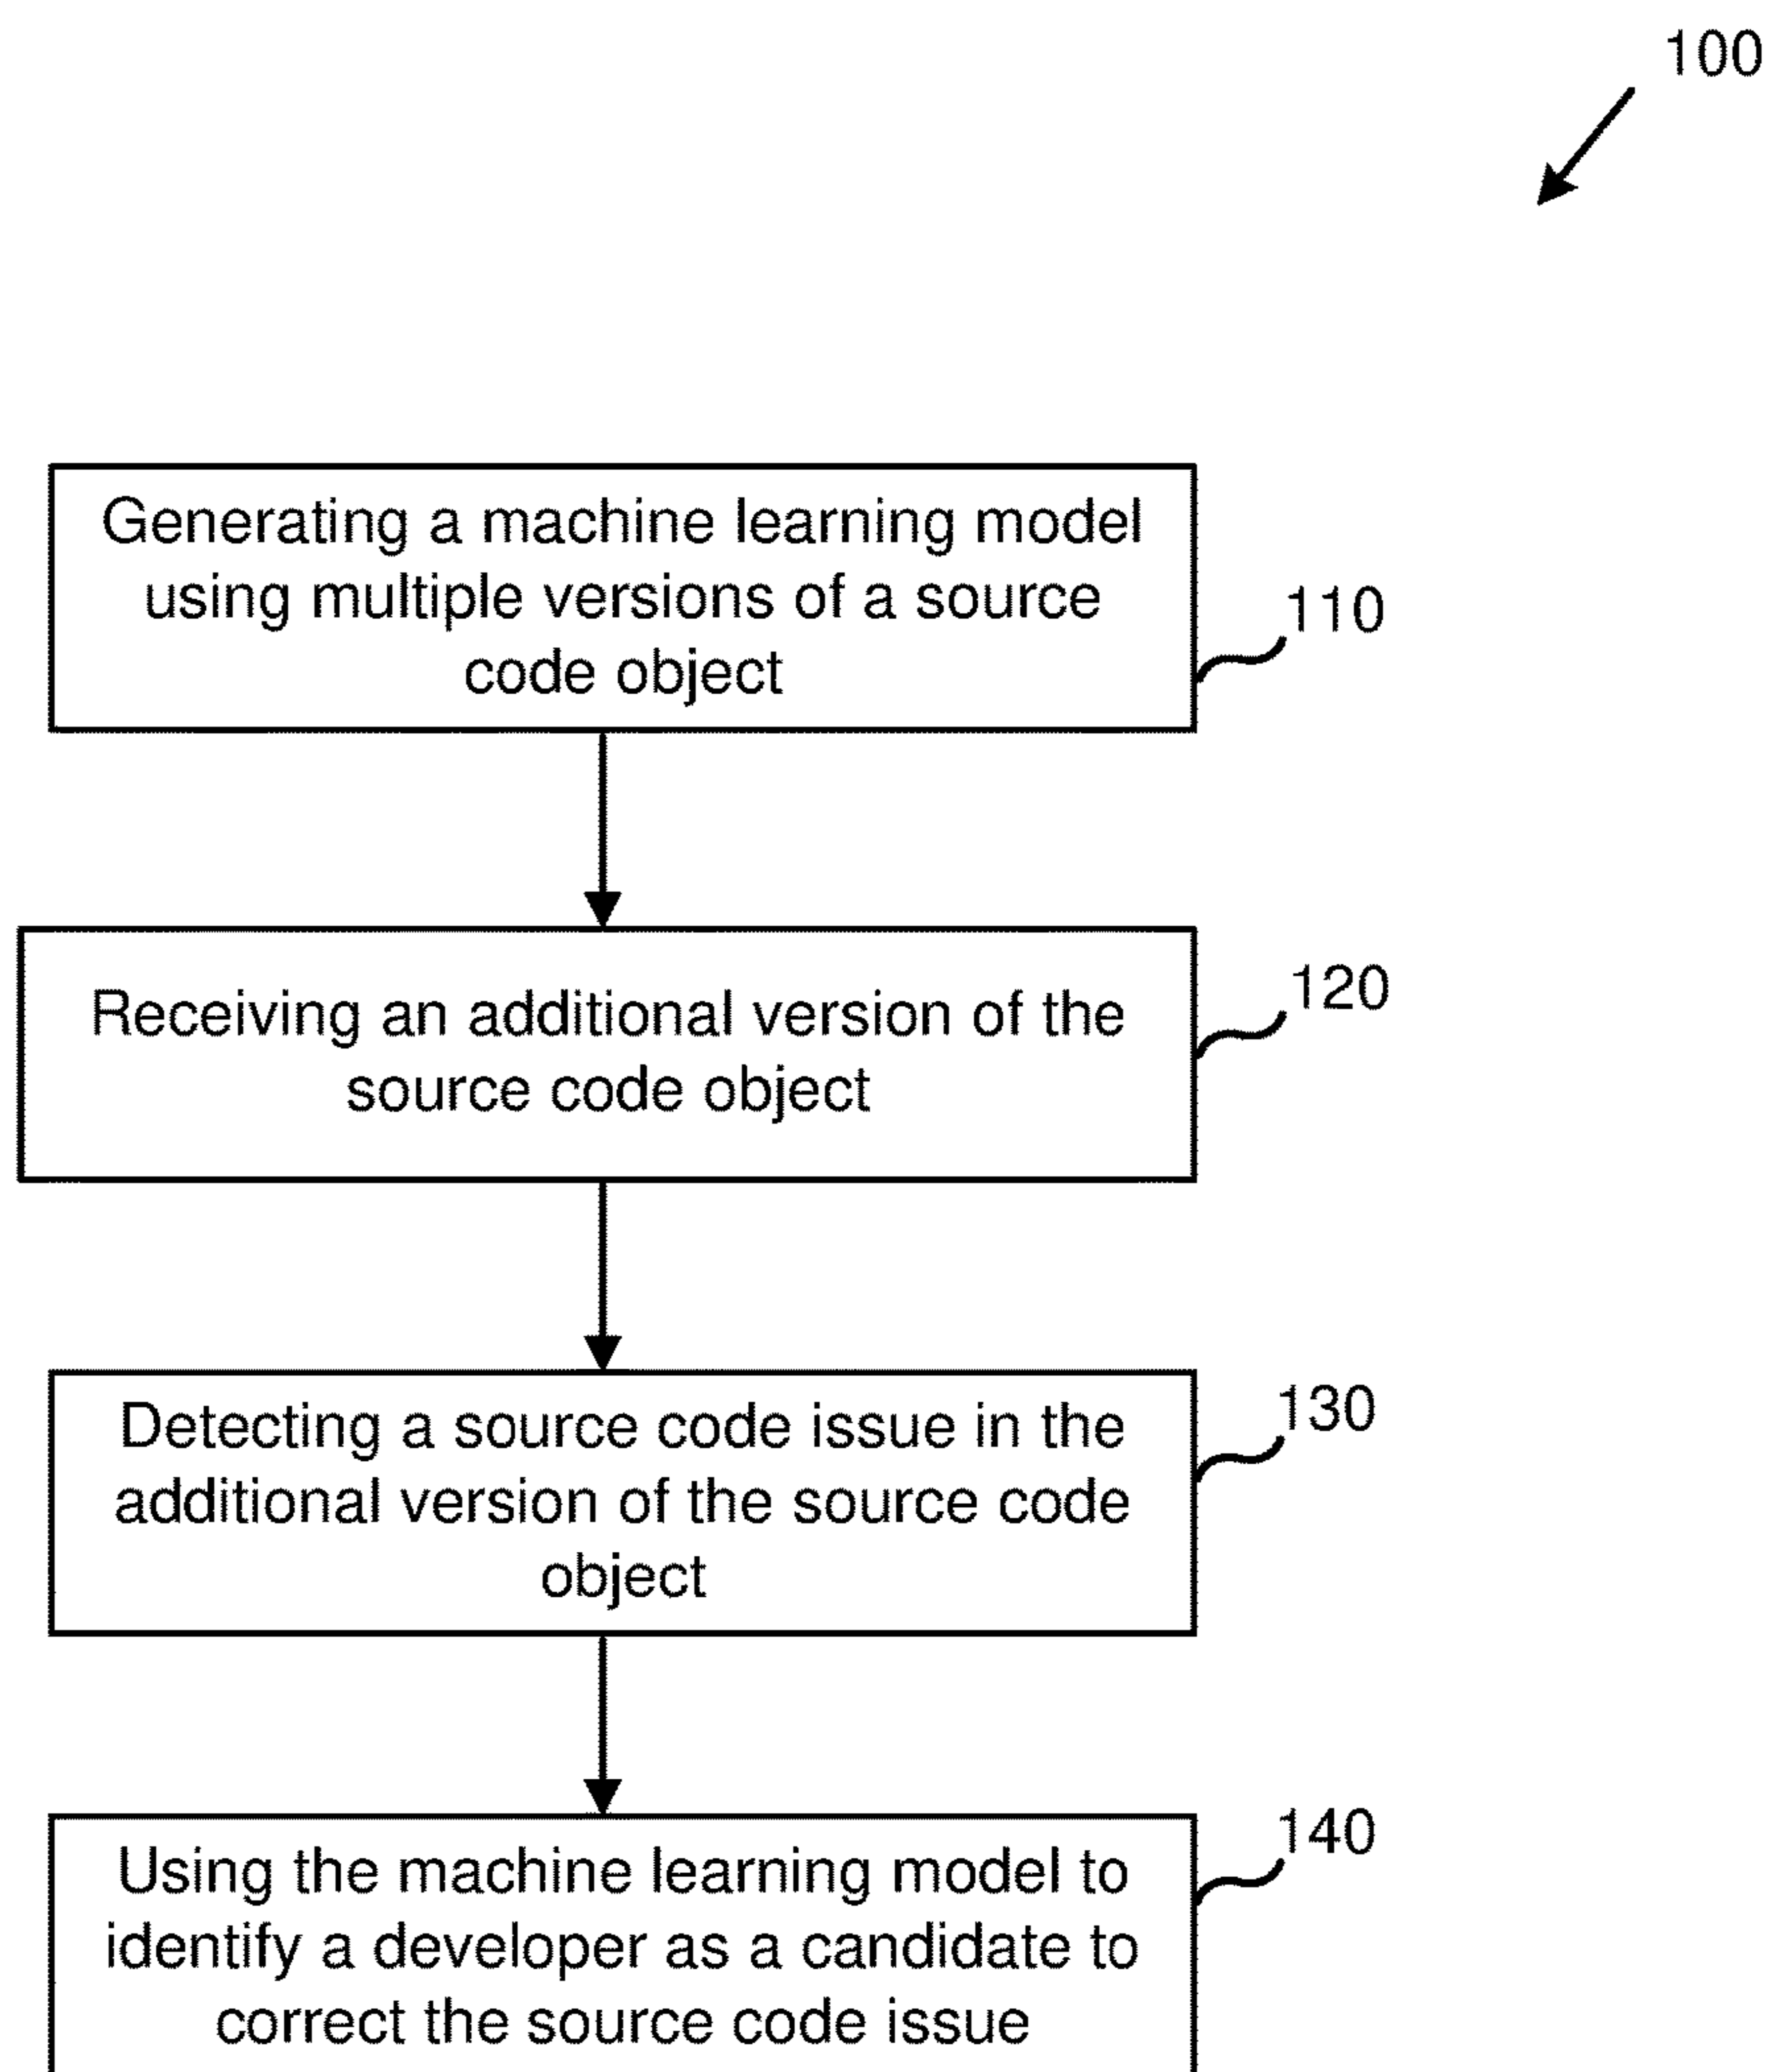 100
Generating a machine learning model
using multiple versions of a source
code object
110
Receiving an additional version of the
source code object
120
Detecting a source code issue in the
additional version of the source code
object
130
Using the machine learning model to
identify a developer as a candidate to
correct the source code issue
140